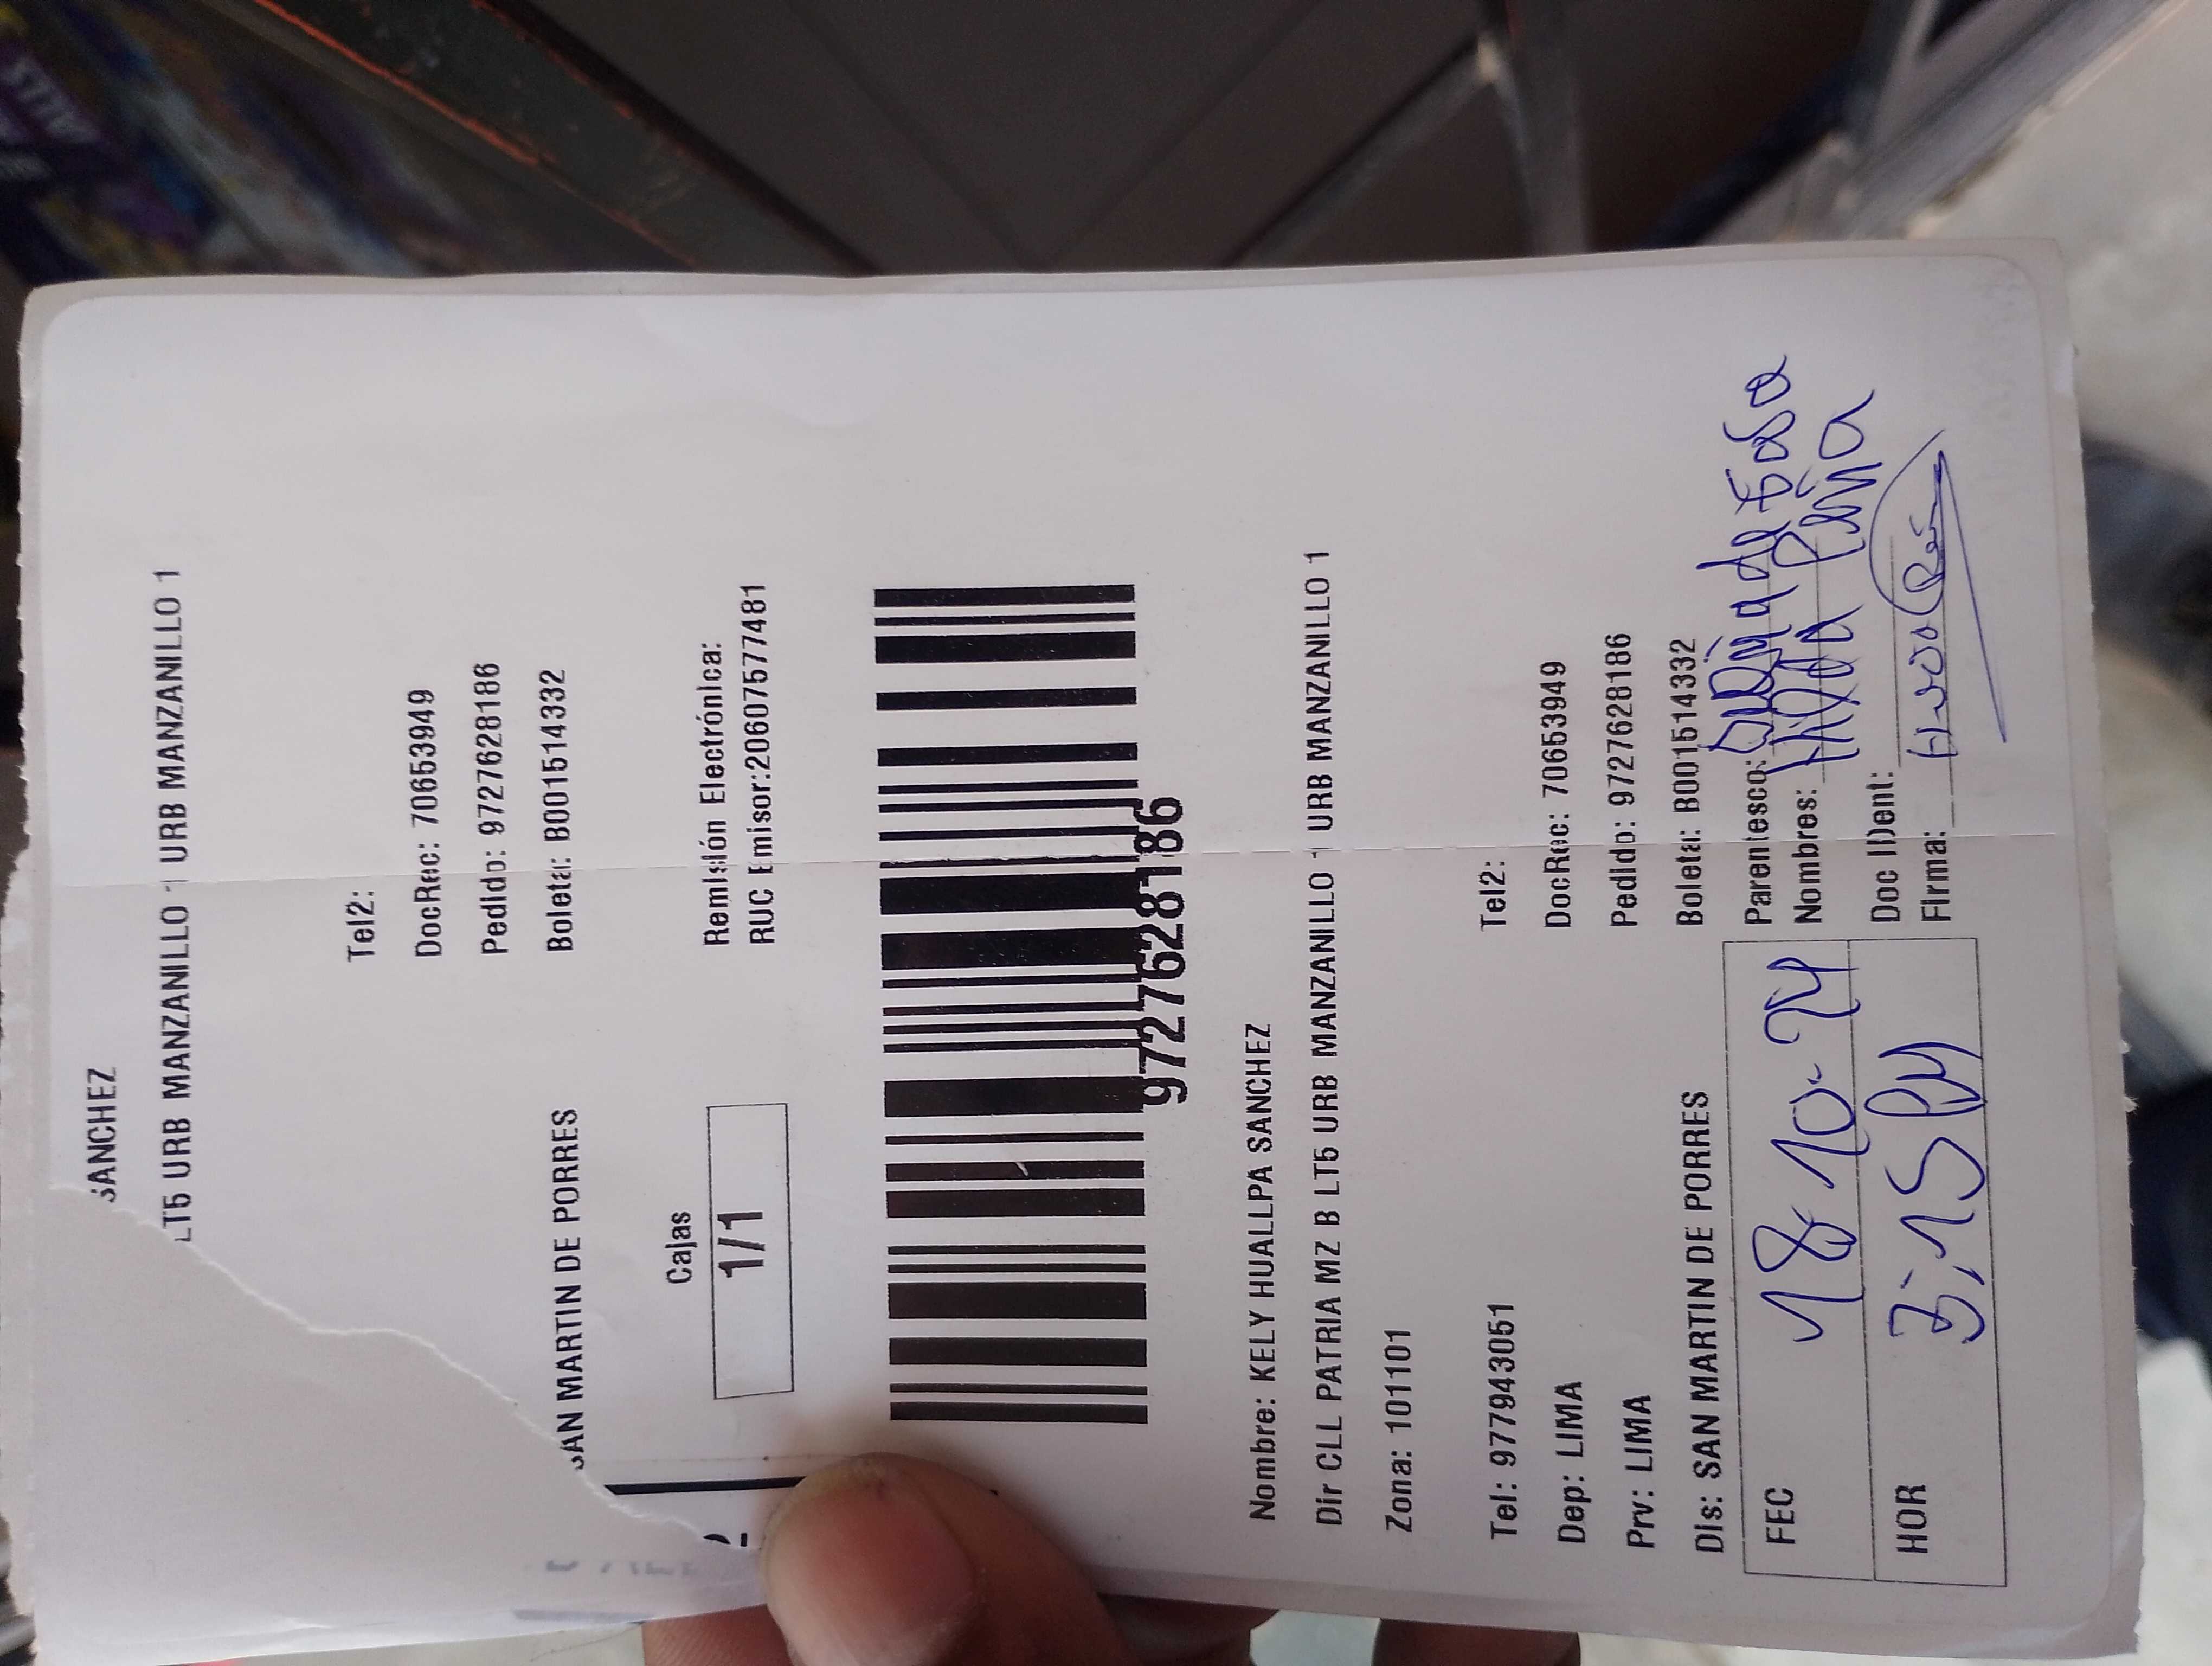 SANCHEZ
LT5 URB MANZANILLO 1 URB MANZANILLO 1
Tel2:
DocRec: 70653949
Pedido: 9727628186
SAN MARTIN DE PORRES
Boleta: B001514332
Cajas
1/1
Remisión Electrónica:
RUC Emisor:20607577481
9727628186
Nombre: KELY HUALLPA SANCHEZ
Dir CLL PATRIA MZ B LT5 URB MANZANILLO 1 URB MANZANILLO 1
Zona: 101101
Tel: 977943051
Tel2:
Dep: LIMA
DocRec: 70653949
Prv: LIMA
Pedido: 9727628186
Dis: SAN MARTIN DE PORRES
Boleta: B001514332
FEC 18-10-24
HOR 3:15 PM
Parentesco:
Nombres: Peña
Doc IDent:
Firma: